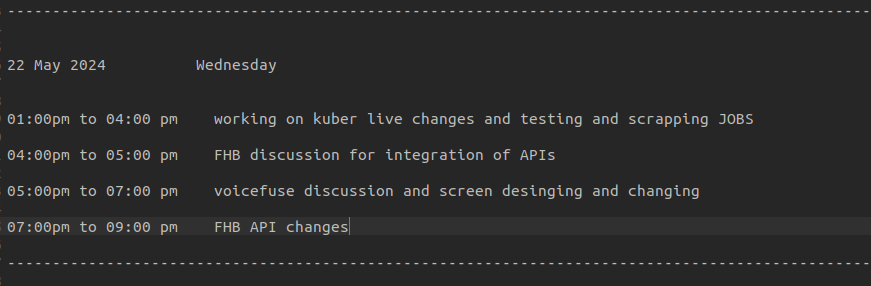 ------------------------------------------------------------------------------------------------
22 May 2024          Wednesday
01:00pm to 04:00 pm    working on kuber live changes and testing and scrapping JOBS
04:00pm to 05:00 pm    FHB discussion for integration of APIs
05:00pm to 07:00 pm    voicefuse discussion and screen desinging and changing
07:00pm to 09:00 pm    FHB API changes
------------------------------------------------------------------------------------------------